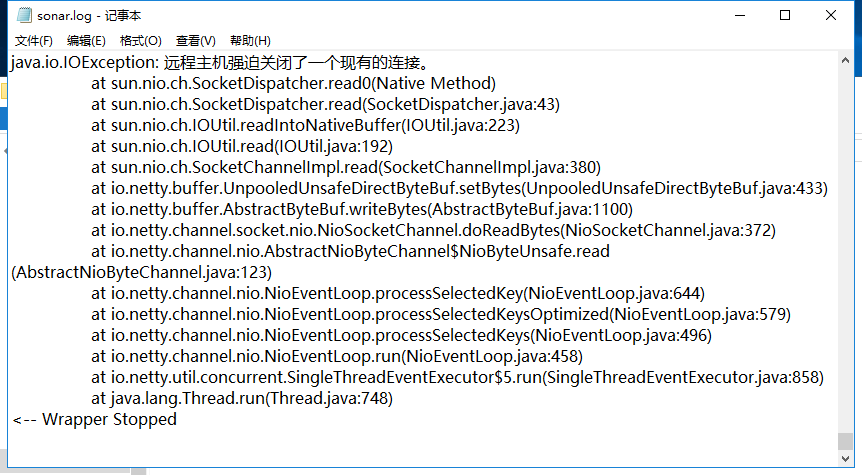 sonar.log - 记事本
文件(F) 编辑(E) 格式(O) 查看(V) 帮助(H)
java.io.IOException: 远程主机强迫关闭了一个现有的连接。
at sun.nio.ch.SocketDispatcher.read0(Native Method)
at sun.nio.ch.SocketDispatcher.read(SocketDispatcher.java:43)
at sun.nio.ch.IOUtil.readIntoNativeBuffer(IOUtil.java:223)
at sun.nio.ch.IOUtil.read(IOUtil.java:192)
at sun.nio.ch.SocketChannelImpl.read(SocketChannelImpl.java:380)
at io.netty.buffer.UnpooledUnsafeDirectByteBuf.setBytes(UnpooledUnsafeDirectByteBuf.java:433)
at io.netty.buffer.AbstractByteBuf.writeBytes(AbstractByteBuf.java:1100)
at io.netty.channel.socket.nio.NioSocketChannel.doReadBytes(NioSocketChannel.java:372)
at io.netty.channel.nio.AbstractNioByteChannel$NioByteUnsafe.read
(AbstractNioByteChannel.java:123)
at io.netty.channel.nio.NioEventLoop.processSelectedKey(NioEventLoop.java:644)
at io.netty.channel.nio.NioEventLoop.processSelectedKeysOptimized(NioEventLoop.java:579)
at io.netty.channel.nio.NioEventLoop.processSelectedKeys(NioEventLoop.java:496)
at io.netty.channel.nio.NioEventLoop.run(NioEventLoop.java:458)
at io.netty.util.concurrent.SingleThreadEventExecutor$5.run(SingleThreadEventExecutor.java:858)
at java.lang.Thread.run(Thread.java:748)
<-- Wrapper Stopped